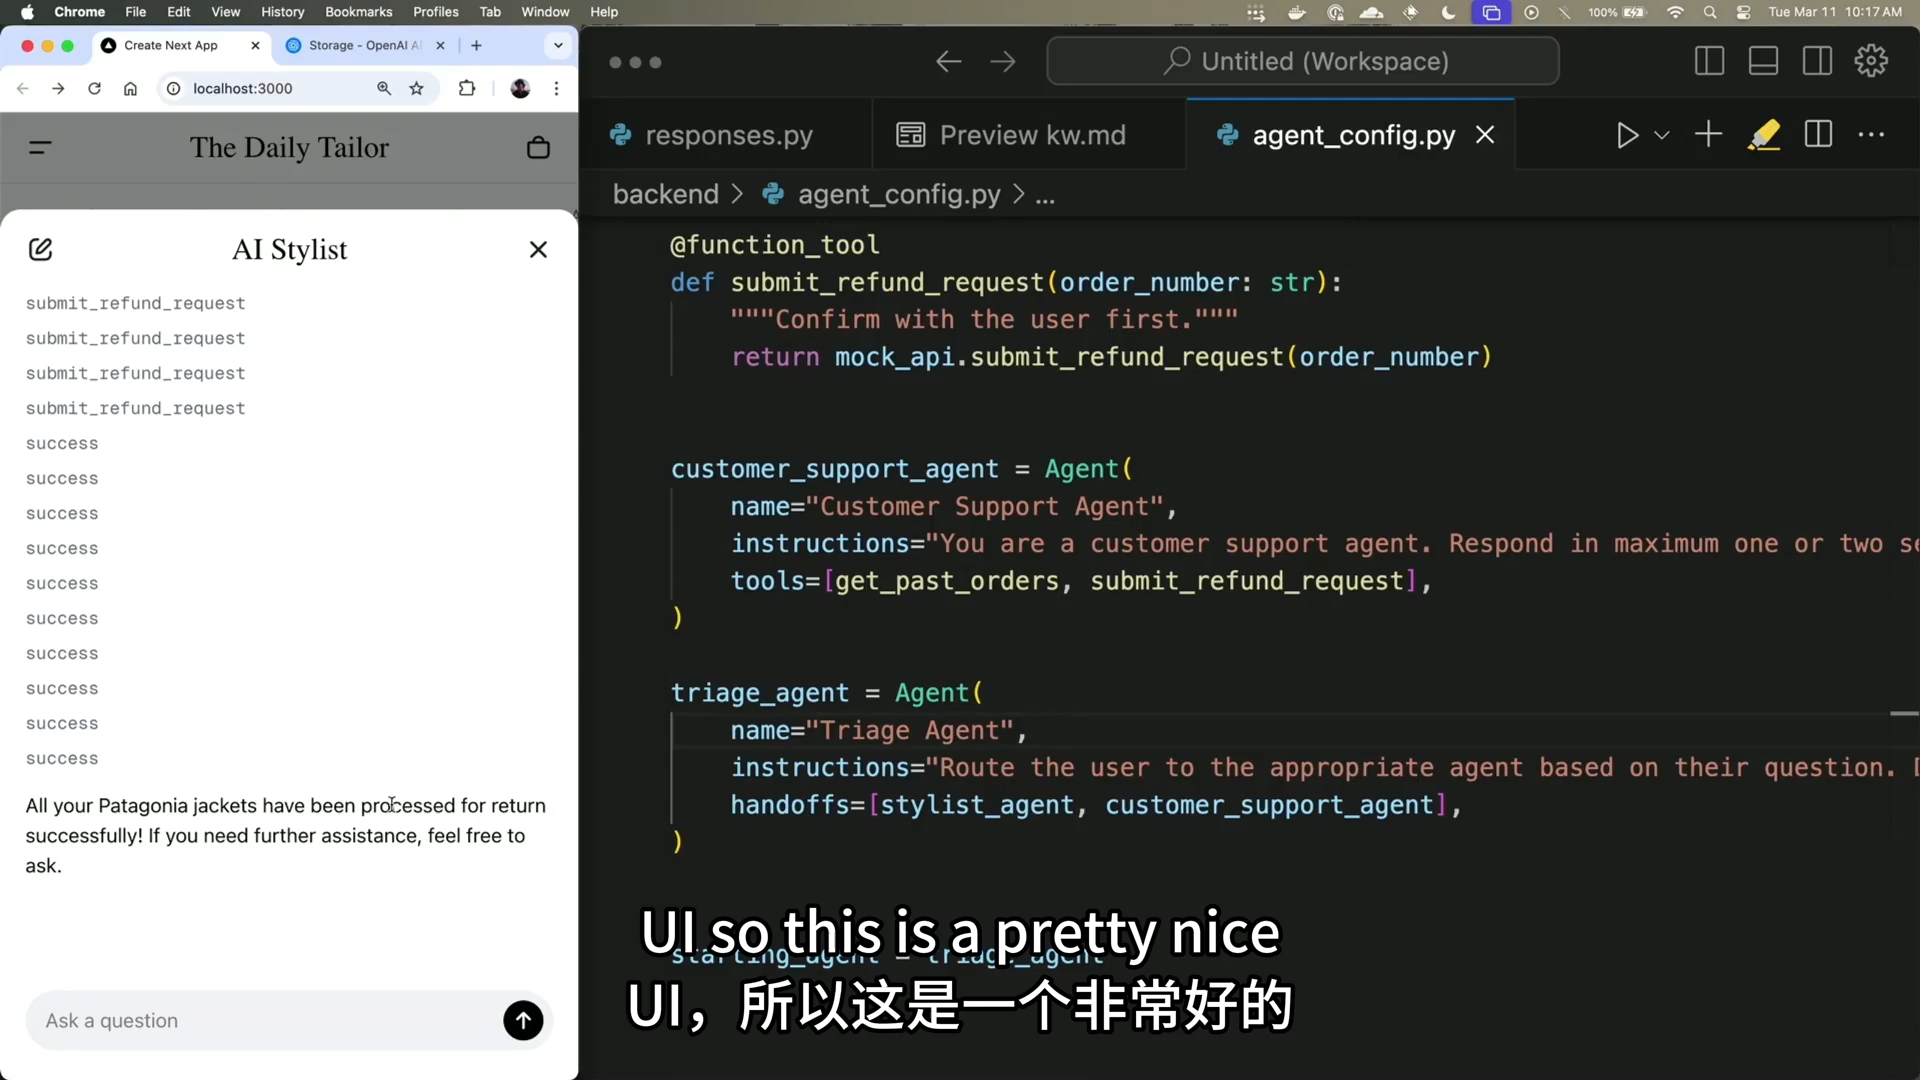 Chrome File Edit View History Bookmarks Profiles Tab Window Help
100% Tue Mar 11 10:17 AM
Create Next App
Storage - OpenAI
localhost:3000
The Daily Tailor
AI Stylist
submit_refund_request
submit_refund_request
submit_refund_request
submit_refund_request
success
success
success
success
success
success
success
success
success
success
All your Patagonia jackets have been processed for return
successfully! If you need further assistance, feel free to
ask.
Ask a question
Untitled (Workspace)
responses.py
Preview kw.md
agent_config.py
backend > agent_config.py > ...
@function_tool
def submit_refund_request(order_number: str):
"""Confirm with the user first."""
return mock_api.submit_refund_request(order_number)
customer_support_agent = Agent(
name="Customer Support Agent",
instructions="You are a customer support agent. Respond in maximum one or two
tools=[get_past_orders, submit_refund_request],
)
triage_agent = Agent(
name="Triage Agent",
instructions="Route the user to the appropriate agent based on their question.
handoffs=[stylist_agent, customer_support_agent],
)
starting_agent = triage_agent
UI so this is a pretty nice
UI，所以这是一个非常好的